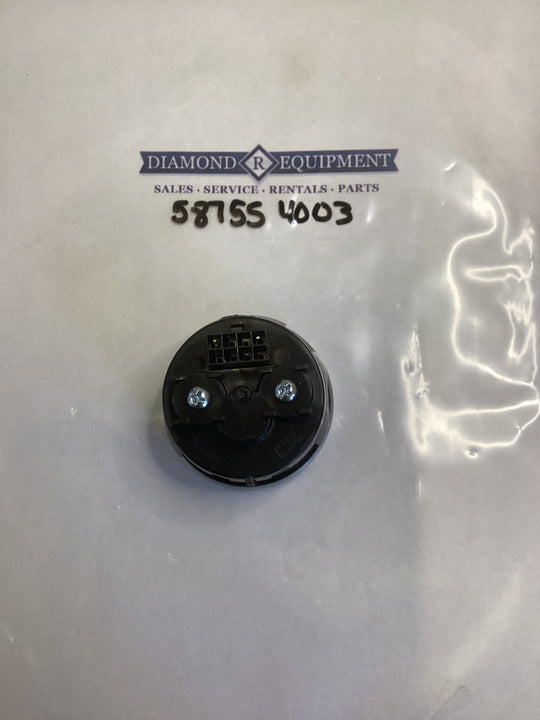 DIAMOND R EQUIPMENT
SALES · SERVICE · RENTALS · PARTS
58755 4003